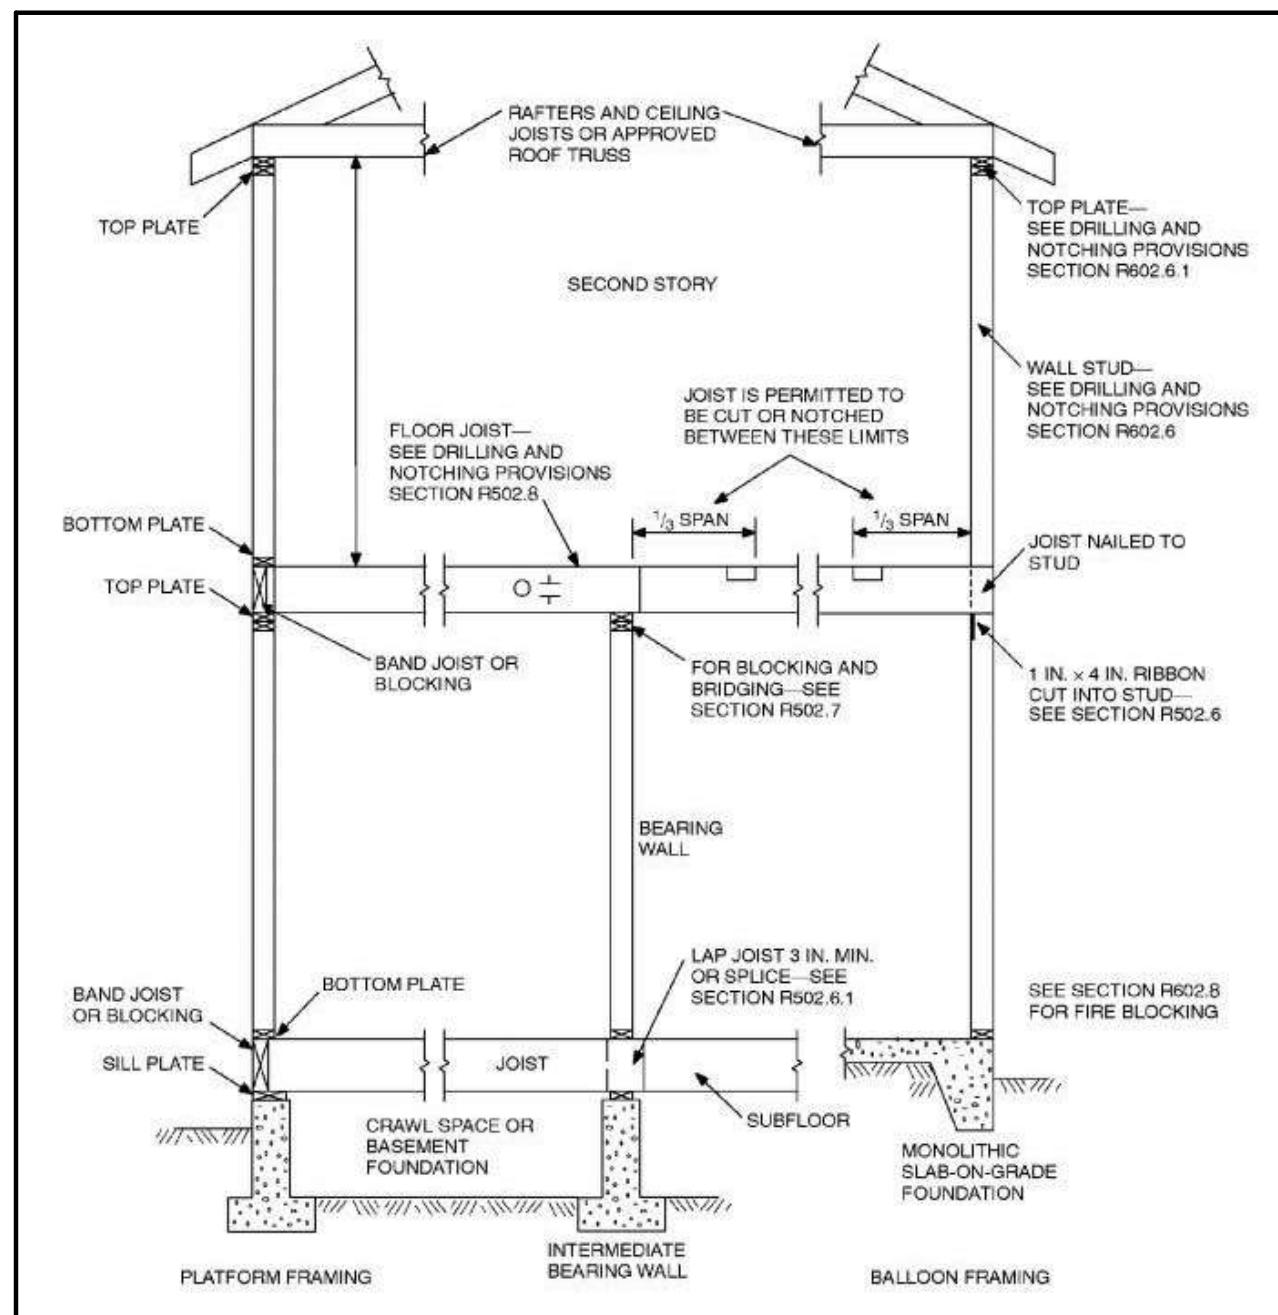 RAFTERS AND CEILING
JOISTS OR APPROVED
ROOF TRUSS
TOP PLATE
TOP PLATE—
SEE DRILLING AND
NOTCHING PROVISIONS
SECTION R602.6.1
SECOND STORY
WALL STUD—
SEE DRILLING AND
NOTCHING PROVISIONS
SECTION R602.6
JOIST IS PERMITTED TO
BE CUT OR NOTCHED
BETWEEN THESE LIMITS
FLOOR JOIST—
SEE DRILLING AND
NOTCHING PROVISIONS
SECTION R502.8
1/3 SPAN
1/3 SPAN
BOTTOM PLATE
JOIST NAILED TO
STUD
TOP PLATE
BAND JOIST OR
BLOCKING
FOR BLOCKING AND
BRIDGING—SEE
SECTION R502.7
1 IN. × 4 IN. RIBBON
CUT INTO STUD—
SEE SECTION R502.6
BEARING
WALL
LAP JOIST 3 IN. MIN.
OR SPLICE—SEE
SECTION R502.6.1
BOTTOM PLATE
BAND JOIST
OR BLOCKING
SEE SECTION R602.8
FOR FIRE BLOCKING
SILL PLATE
JOIST
SUBFLOOR
CRAWL SPACE OR
BASEMENT
FOUNDATION
MONOLITHIC
SLAB-ON-GRADE
FOUNDATION
INTERMEDIATE
BEARING WALL
PLATFORM FRAMING
BALLOON FRAMING